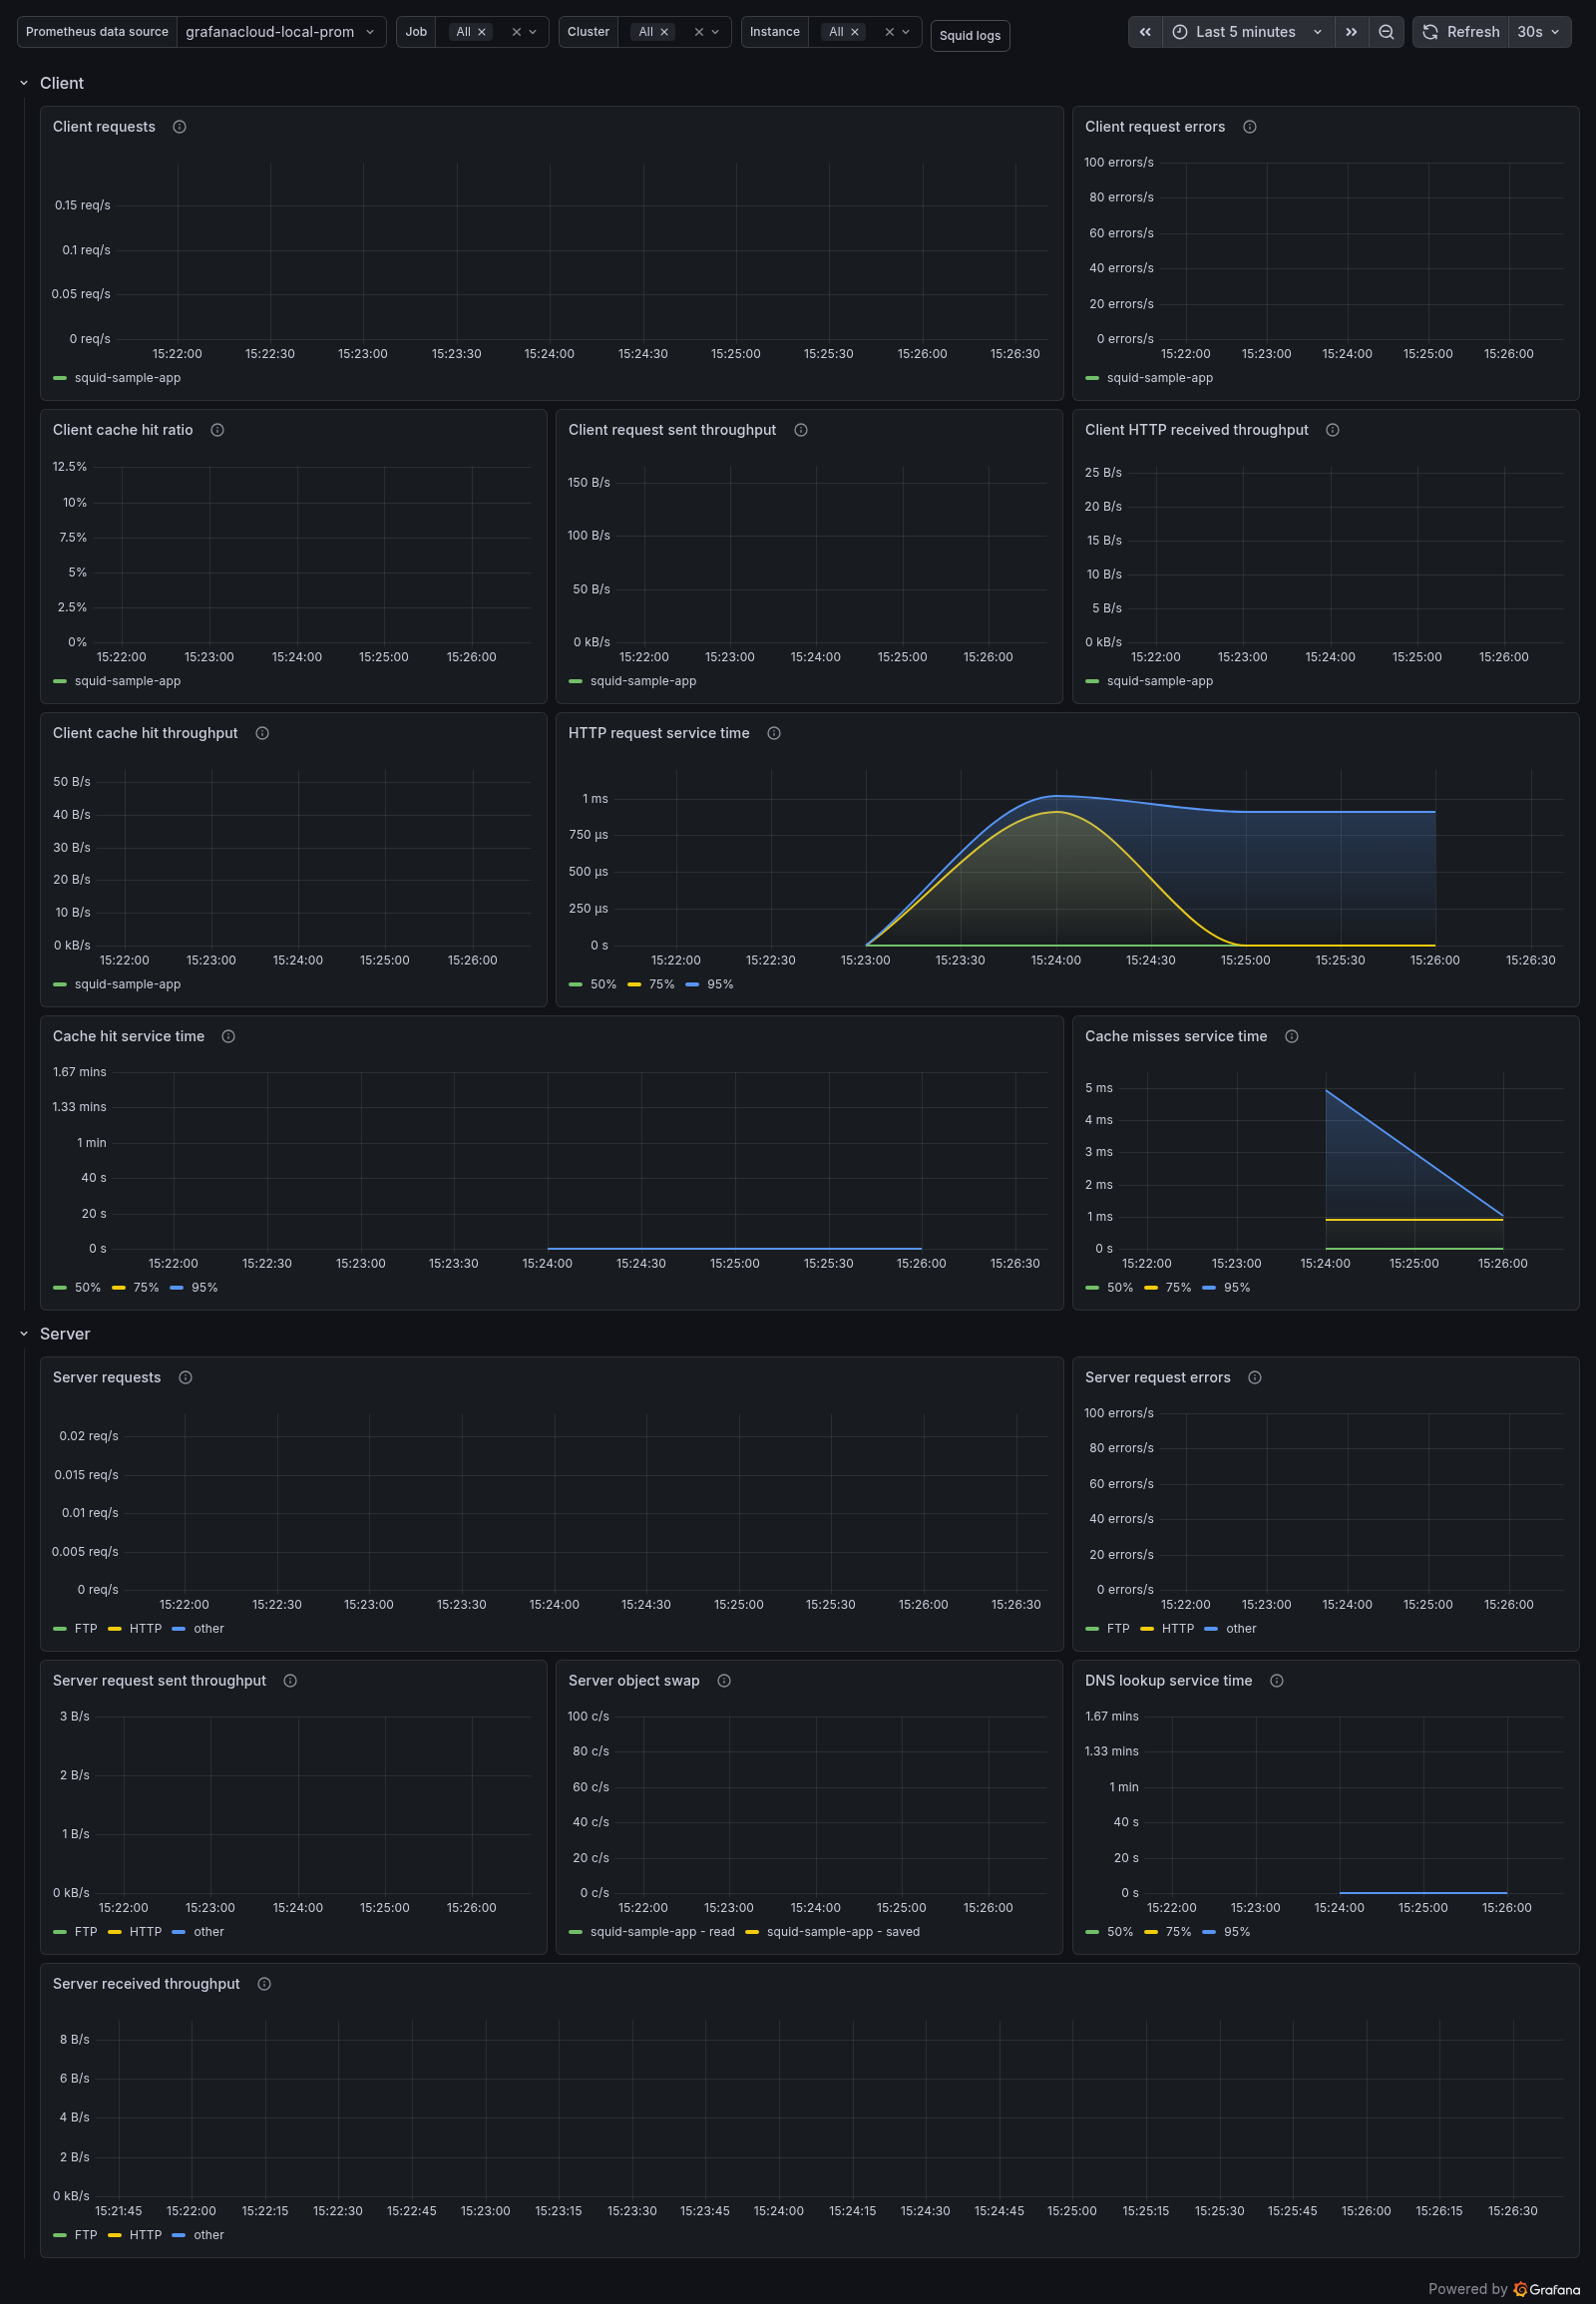 Prometheus data source grafanacloud-local-prom Job All Cluster All Instance All Squid logs Last 5 minutes Refresh 30s
Client
Client requests
0.15 req/s
0.1 req/s
0.05 req/s
0 req/s
15:22:00 15:22:30 15:23:00 15:23:30 15:24:00 15:24:30 15:25:00 15:25:30 15:26:00 15:26:30
squid-sample-app
Client request errors
100 errors/s
80 errors/s
60 errors/s
40 errors/s
20 errors/s
0 errors/s
15:22:00 15:23:00 15:24:00 15:25:00 15:26:00
squid-sample-app
Client cache hit ratio
12.5%
10%
7.5%
5%
2.5%
0%
15:22:00 15:23:00 15:24:00 15:25:00 15:26:00
squid-sample-app
Client request sent throughput
150 B/s
100 B/s
50 B/s
0 kB/s
15:22:00 15:23:00 15:24:00 15:25:00 15:26:00
squid-sample-app
Client HTTP received throughput
25 B/s
20 B/s
15 B/s
10 B/s
5 B/s
0 kB/s
15:22:00 15:23:00 15:24:00 15:25:00 15:26:00
squid-sample-app
Client cache hit throughput
50 B/s
40 B/s
30 B/s
20 B/s
10 B/s
0 kB/s
15:22:00 15:23:00 15:24:00 15:25:00 15:26:00
squid-sample-app
HTTP request service time
1 ms
750 µs
500 µs
250 µs
0 s
15:22:00 15:22:30 15:23:00 15:23:30 15:24:00 15:24:30 15:25:00 15:25:30 15:26:00 15:26:30
50% 75% 95%
Cache hit service time
1.67 mins
1.33 mins
1 min
40 s
20 s
0 s
15:22:00 15:22:30 15:23:00 15:23:30 15:24:00 15:24:30 15:25:00 15:25:30 15:26:00 15:26:30
50% 75% 95%
Cache misses service time
5 ms
4 ms
3 ms
2 ms
1 ms
0 s
15:22:00 15:23:00 15:24:00 15:25:00 15:26:00
50% 75% 95%
Server
Server requests
0.02 req/s
0.015 req/s
0.01 req/s
0.005 req/s
0 req/s
15:22:00 15:22:30 15:23:00 15:23:30 15:24:00 15:24:30 15:25:00 15:25:30 15:26:00 15:26:30
FTP HTTP other
Server request errors
100 errors/s
80 errors/s
60 errors/s
40 errors/s
20 errors/s
0 errors/s
15:22:00 15:23:00 15:24:00 15:25:00 15:26:00
FTP HTTP other
Server request sent throughput
3 B/s
2 B/s
1 B/s
0 kB/s
15:22:00 15:23:00 15:24:00 15:25:00 15:26:00
FTP HTTP other
Server object swap
100 c/s
80 c/s
60 c/s
40 c/s
20 c/s
0 c/s
15:22:00 15:23:00 15:24:00 15:25:00 15:26:00
squid-sample-app - read squid-sample-app - saved
DNS lookup service time
1.67 mins
1.33 mins
1 min
40 s
20 s
0 s
15:22:00 15:23:00 15:24:00 15:25:00 15:26:00
50% 75% 95%
Server received throughput
8 B/s
6 B/s
4 B/s
2 B/s
0 kB/s
15:21:45 15:22:00 15:22:15 15:22:30 15:22:45 15:23:00 15:23:15 15:23:30 15:23:45 15:24:00 15:24:15 15:24:30 15:24:45 15:25:00 15:25:15 15:25:30 15:25:45 15:26:00 15:26:15 15:26:30
FTP HTTP other
Powered by Grafana